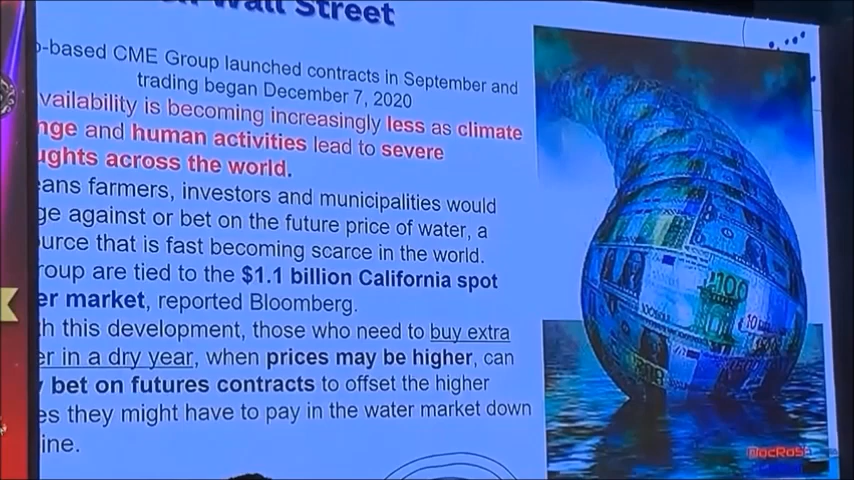 Wall Street
-based CME Group launched contracts in September and
trading began December 7, 2020
vailability is becoming increasingly less as climate
nge and human activities lead to severe
ughts across the world.
eans farmers, investors and municipalities would
ge against or bet on the future price of water, a
ource that is fast becoming scarce in the world.
roup are tied to the $1.1 billion California spot
er market, reported Bloomberg.
h this development, those who need to buy extra
er in a dry year, when prices may be higher, can
bet on futures contracts to offset the higher
es they might have to pay in the water market down
ine.
100